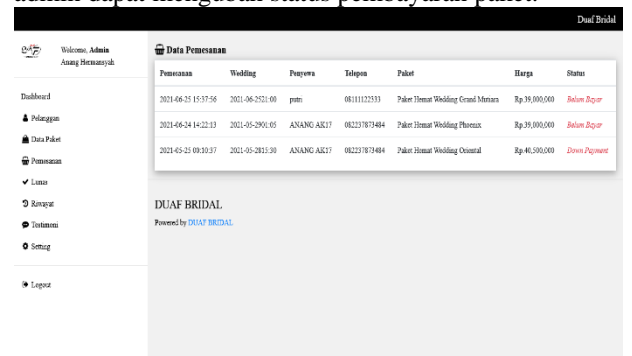 admin dapat mengubah status pembayaran paket.
Duaf Bridal
Welcome, Admin
Anang Hermansyah
Data Pemesanan
Pemesanan Wedding Penyewa Telepon Paket Harga Status
2021-06-25 15:37:56 2021-06-2521:00 putri 08111122333 Paket Hemat Wedding Grand Mutiara Rp.39,000,000 Belum Bayar
2021-06-24 14:22:13 2021-05-2901:05 ANANG AK17 082237873484 Paket Hemat Wedding Phoenix Rp.39,000,000 Belum Bayar
2021-05-25 00:10:37 2021-05-2815:30 ANANG AK17 082237873484 Paket Hemat Wedding Oriental Rp.40,500,000 Down Payment
Dashboard
Pelanggan
Data Paket
Pemesanan
Lunas
Riwayat
Testimoni
Setting
Logout
DUAF BRIDAL
Powered by DUAF BRIDAL